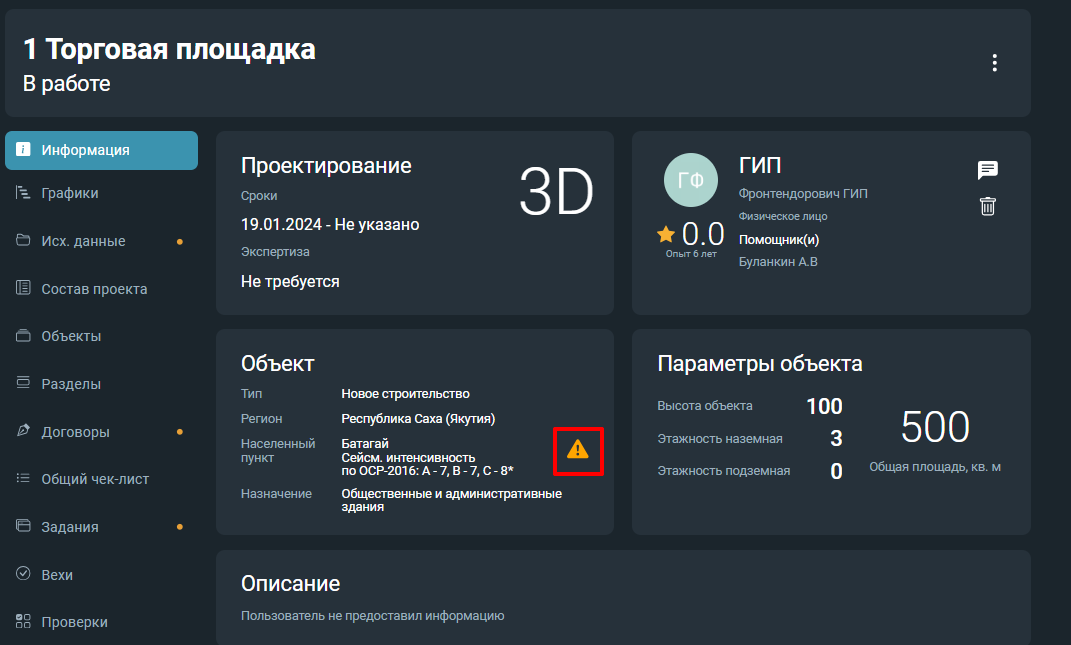 1 Торговая площадка
В работе
Информация
Графики
Исх. данные
Состав проекта
Объекты
Разделы
Договоры
Общий чек-лист
Задания
Вехи
Проверки
Проектирование
Сроки
19.01.2024 - Не указано
Экспертиза
Не требуется
3D
ГФ
0.0
Опыт 6 лет
ГИП
Фронтендорович ГИП
Физическое лицо
Помощник(и)
Буланкин А.В
Объект
Тип Новое строительство
Регион Республика Саха (Якутия)
Населенный Батагай
пункт Сейсм. интенсивность
по ОСР-2016: А - 7, В - 7, С - 8*
Назначение Общественные и административные
здания
Параметры объекта
Высота объекта 100
Этажность наземная 3
Этажность подземная 0
500
Общая площадь, кв. м
Описание
Пользователь не предоставил информацию